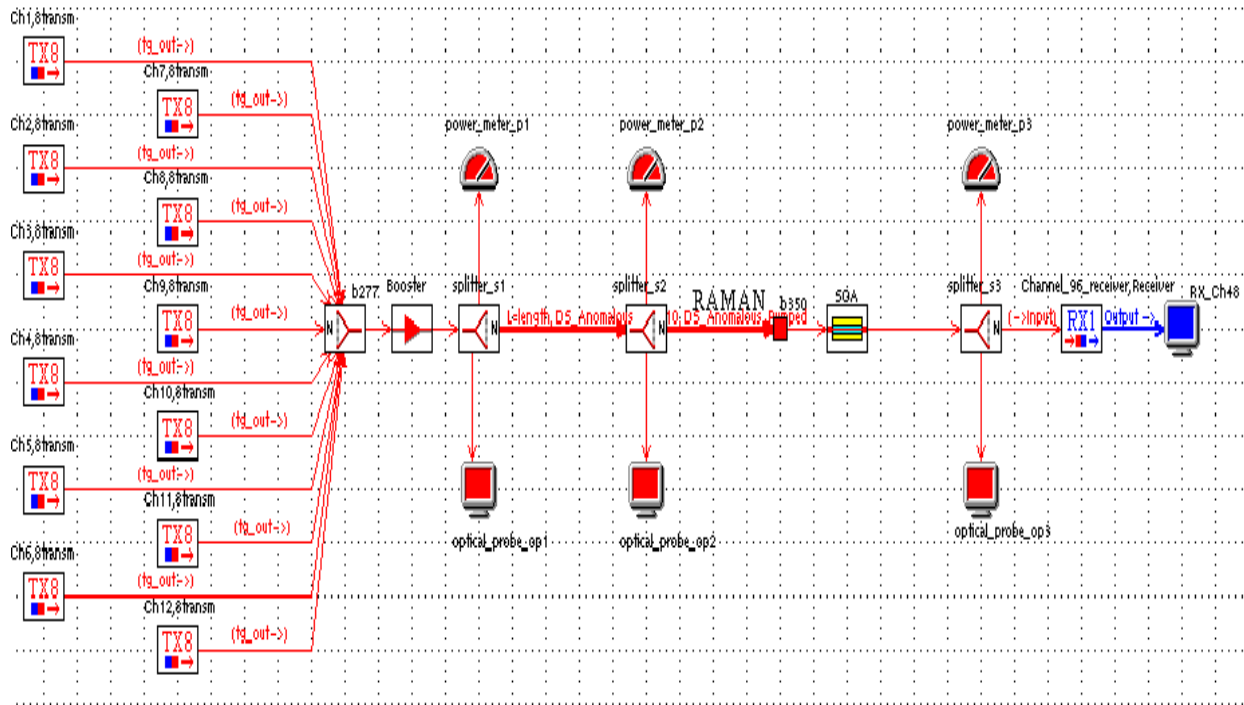 Ch1,8transm
TX8
(tg_out->)
Ch7,8transm
TX8
(tg_out->)
Ch2,8transm
TX8
(tg_out->)
Ch8,8transm
TX8
(tg_out->)
Ch3,8transm
TX8
(tg_out->)
Ch9,8transm
TX8
(tg_out->)
Ch4,8transm
TX8
(tg_out->)
Ch10,8transm
TX8
(tg_out->)
Ch5,8transm
TX8
(tg_out->)
Ch11,8transm
TX8
(tg_out->)
Ch6,8transm
TX8
(tg_out->)
Ch12,8transm
TX8
(tg_out->)
b277
N
Booster
power_meter_p1
splitter_s1
N
optical_probe_op1
L=length, DS_Anomalous
power_meter_p2
splitter_s2
N
optical_probe_op2
RAMAN
10, DS_Anomalous_Pumped
b350
SGA
power_meter_p3
splitter_s3
N
optical_probe_op3
(->Input)
Channel_96_receiver,Receiver
RX1
Output ->
RX_Ch48